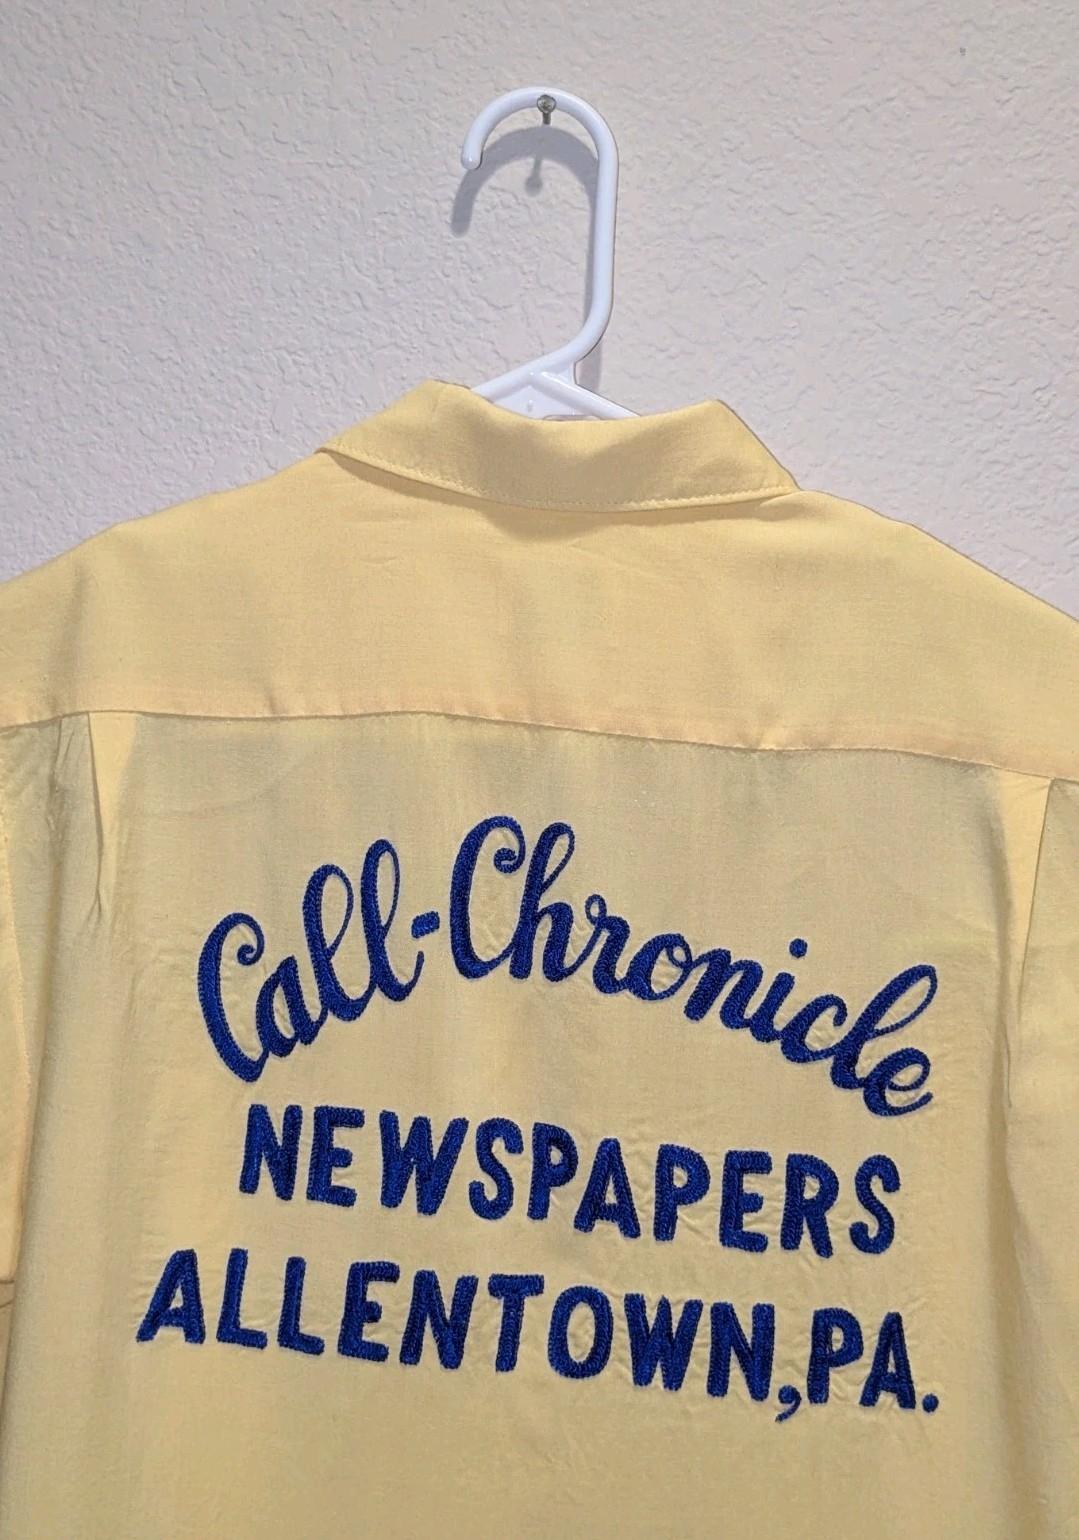 Call-Chronicle
NEWSPAPERS
ALLENTOWN, PA.